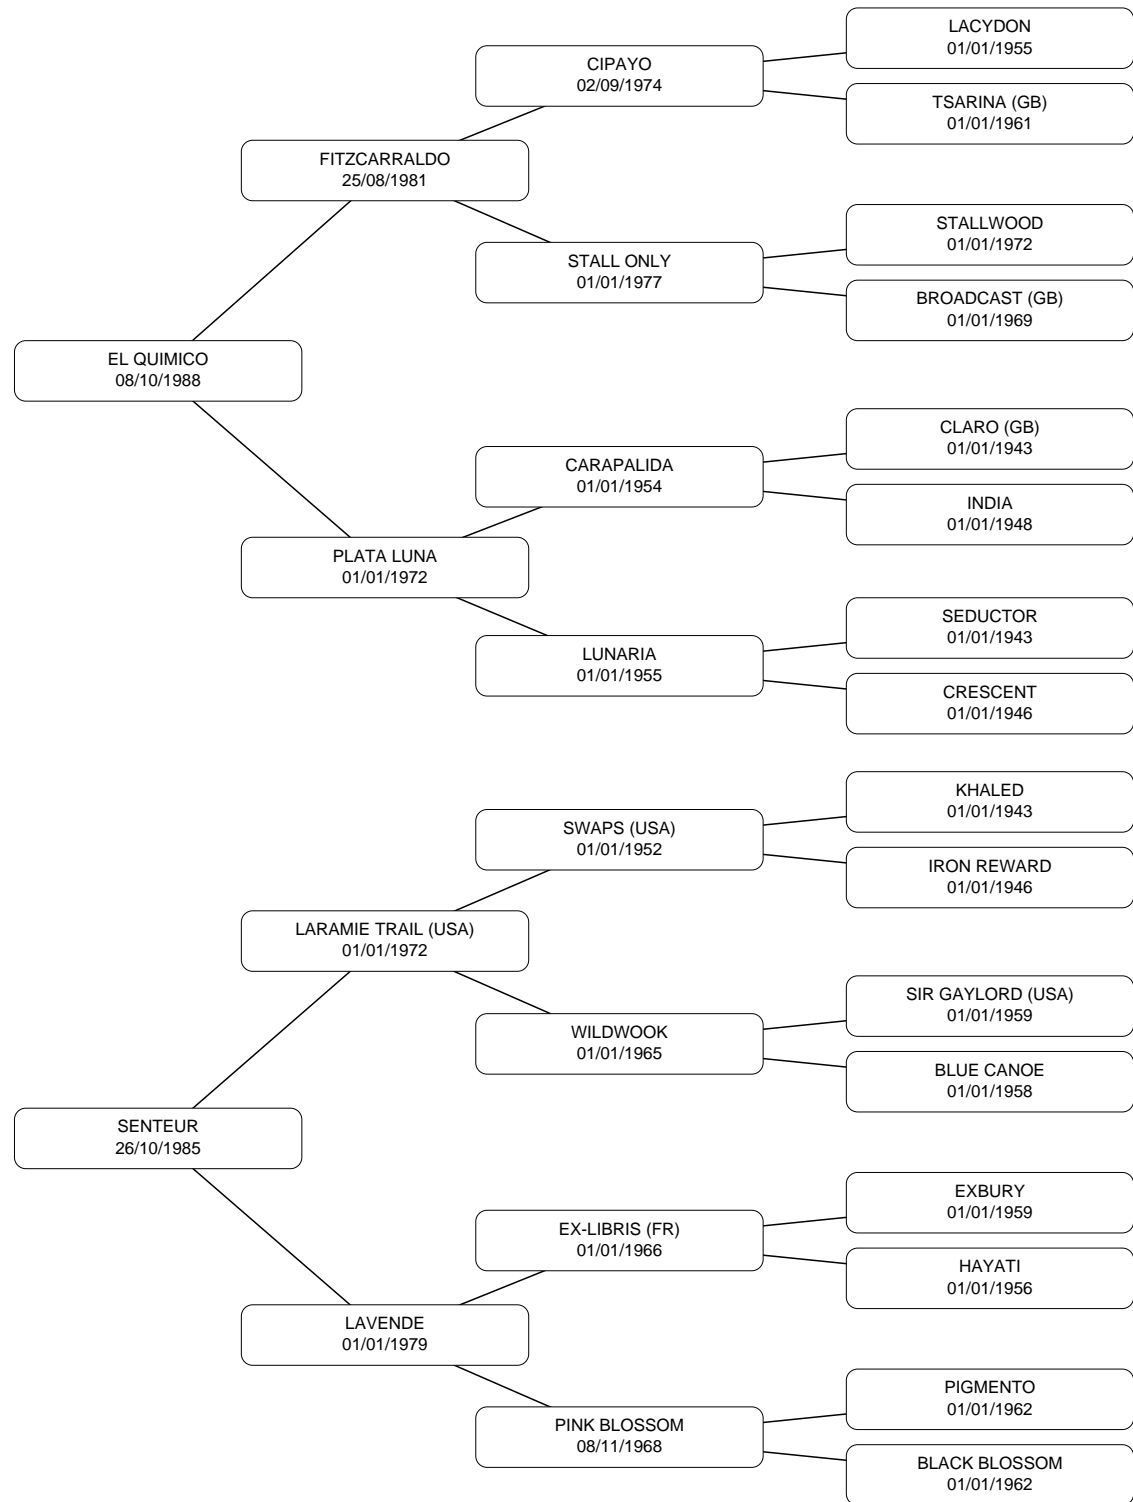 LACYDON
01/01/1955
CIPAYO
02/09/1974
TSARINA (GB)
01/01/1961
FITZCARRALDO
25/08/1981
STALLWOOD
01/01/1972
STALL ONLY
01/01/1977
BROADCAST (GB)
01/01/1969
EL QUIMICO
08/10/1988
CLARO (GB)
01/01/1943
CARAPALIDA
01/01/1954
INDIA
01/01/1948
PLATA LUNA
01/01/1972
SEDUCTOR
01/01/1943
LUNARIA
01/01/1955
CRESCENT
01/01/1946
KHALED
01/01/1943
SWAPS (USA)
01/01/1952
IRON REWARD
01/01/1946
LARAMIE TRAIL (USA)
01/01/1972
SIR GAYLORD (USA)
01/01/1959
WILDWOOK
01/01/1965
BLUE CANOE
01/01/1958
SENTEUR
26/10/1985
EXBURY
01/01/1959
EX-LIBRIS (FR)
01/01/1966
HAYATI
01/01/1956
LAVENDE
01/01/1979
PIGMENTO
01/01/1962
PINK BLOSSOM
08/11/1968
BLACK BLOSSOM
01/01/1962